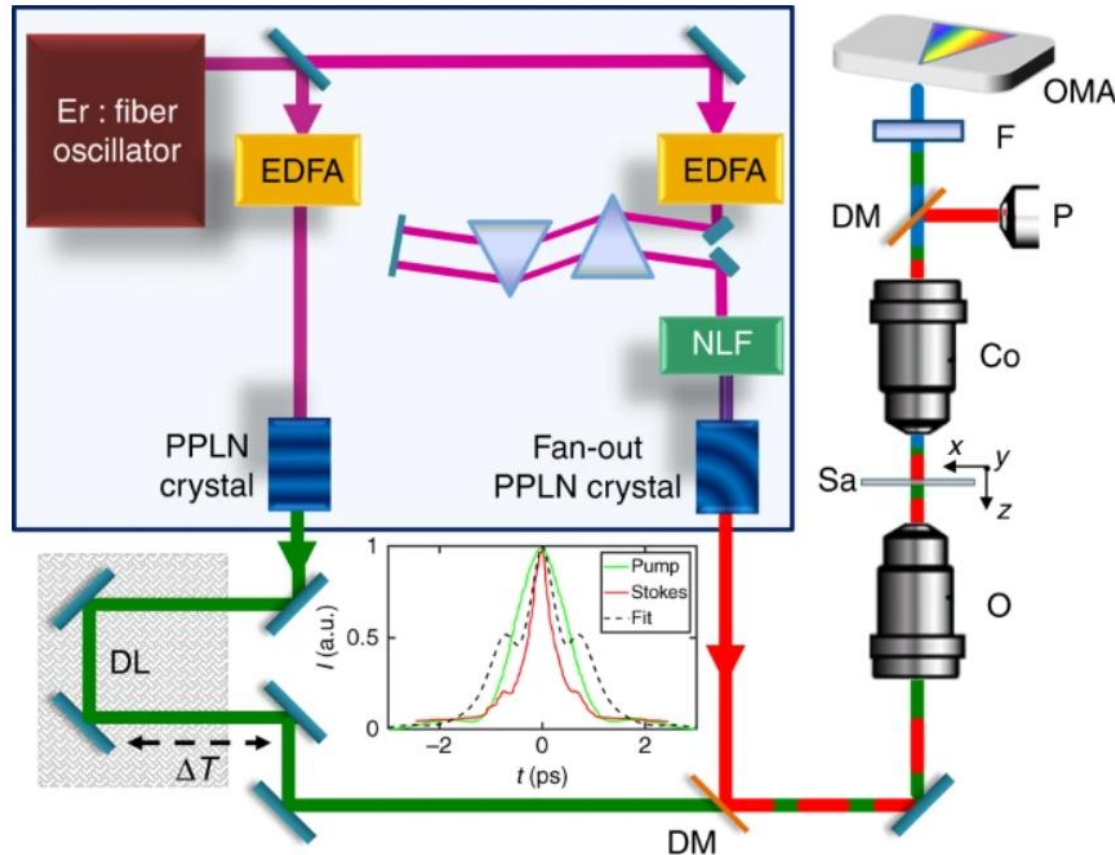 Er : fiber
oscillator
EDFA
EDFA
NLF
PPLN
crystal
Fan-out
PPLN crystal
OMA
F
DM
P
Co
x
y
z
Sa
O
DL
ΔT
1
0.5
0
I (a.u.)
Pump
Stokes
Fit
−2
0
2
t (ps)
DM